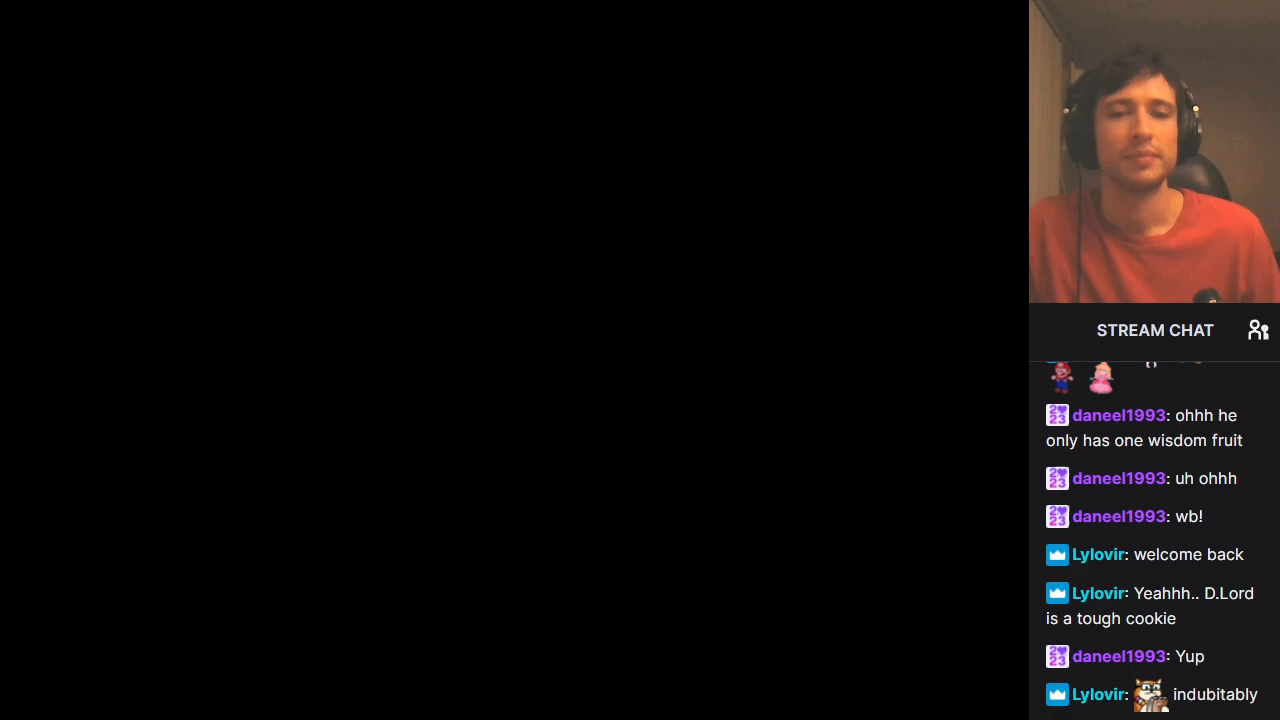 STREAM CHAT
daneel1993: ohhh he
only has one wisdom fruit
daneel1993: uh ohhh
daneel1993: wb!
Lylovir: welcome back
Lylovir: Yeahhh.. D.Lord
is a tough cookie
daneel1993: Yup
Lylovir: indubitably